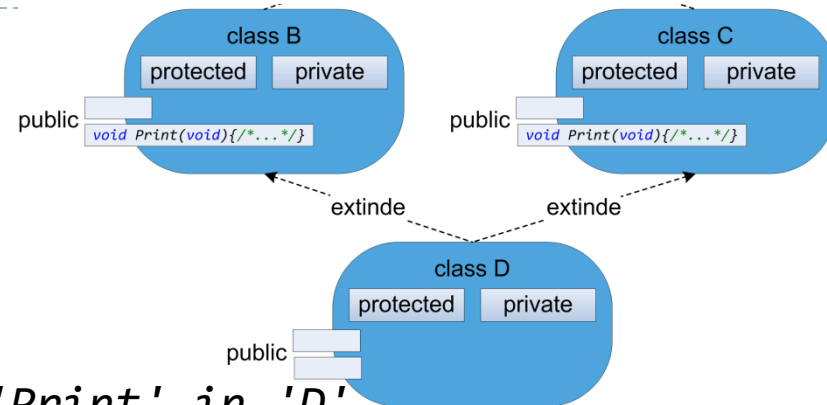 class B
class C
protected private
protected private
public
public
void Print(void){/*...*/}
void Print(void){/*...*/}
extinde
extinde
class D
protected private
public
'Print' in 'D'